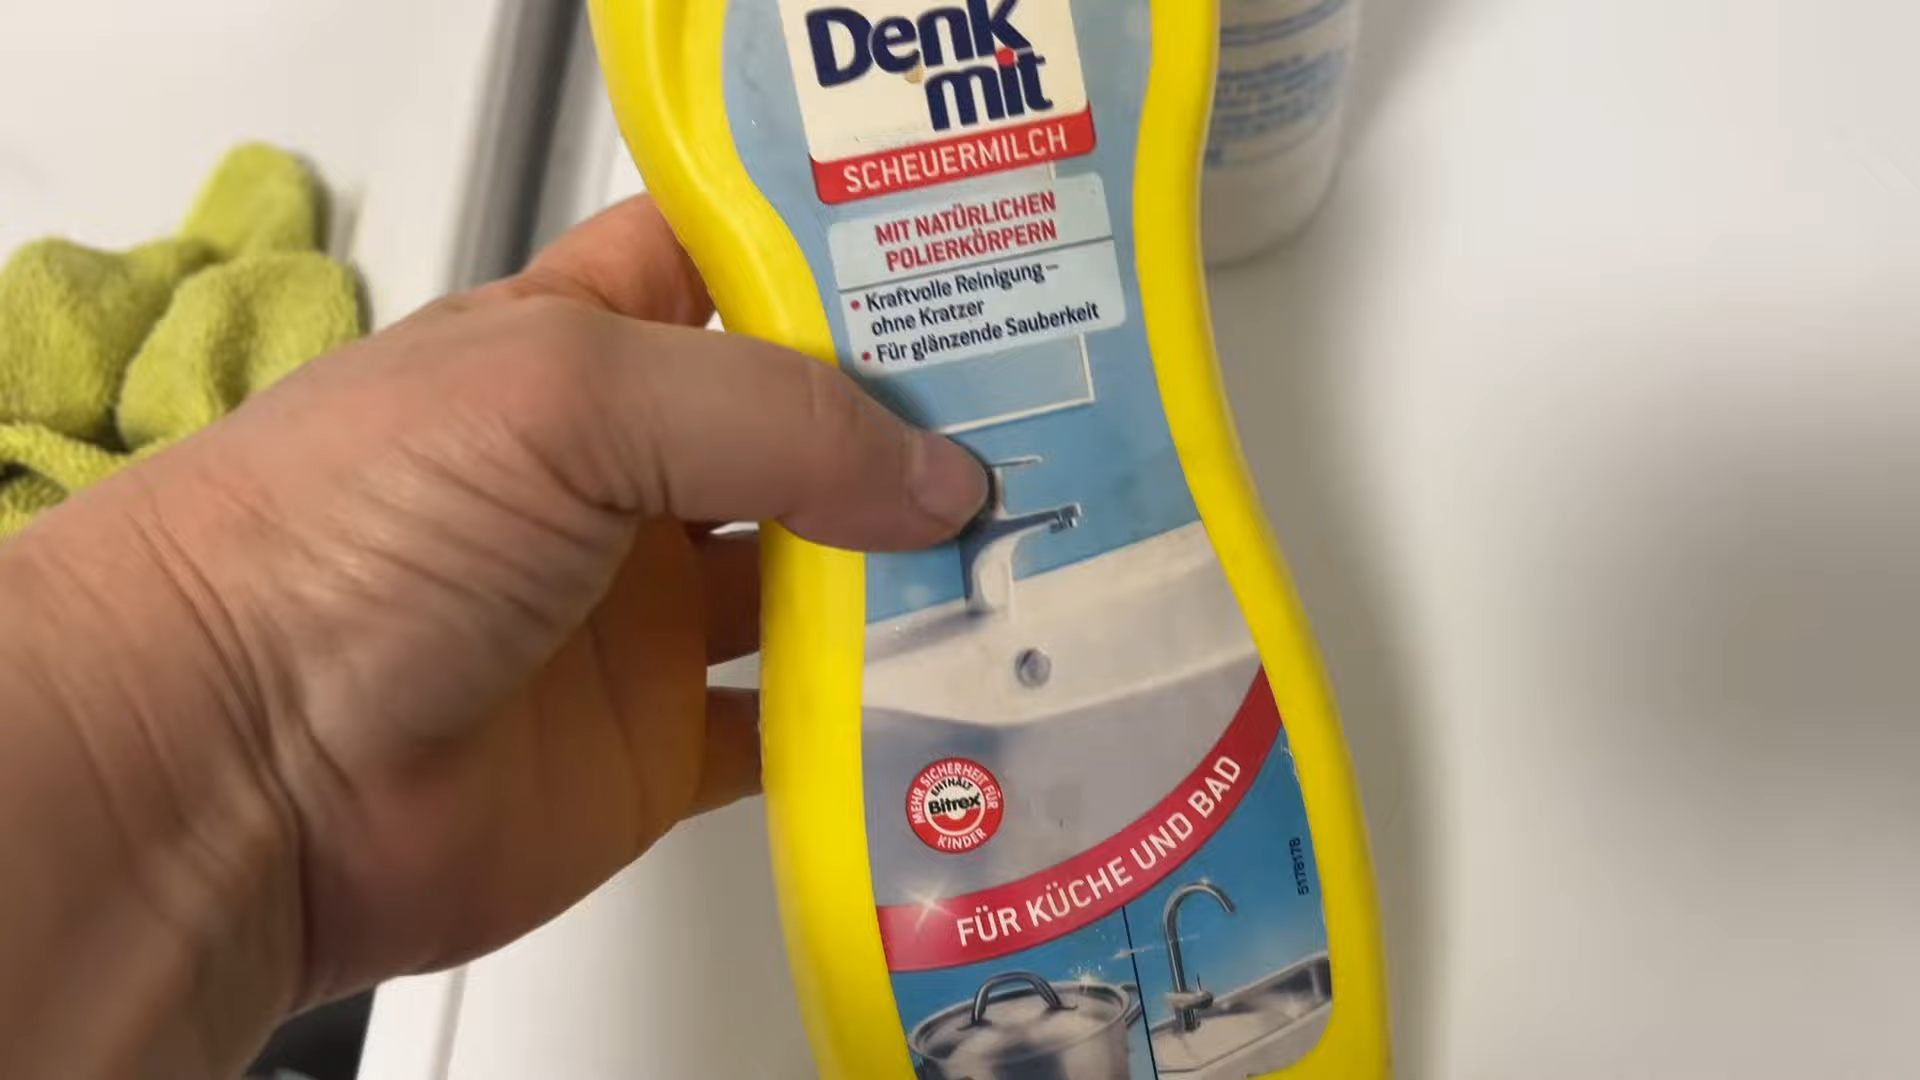 Denk
mit
SCHEUERMILCH
MIT NATÜRLICHEN
POLIERKÖRPERN
• Kraftvolle Reinigung –
ohne Kratzer
• Für glänzende Sauberkeit
MEHR SICHERHEIT FÜR
ENTHÄLT
Bitrex
KINDER
FÜR KÜCHE UND BAD
5178178